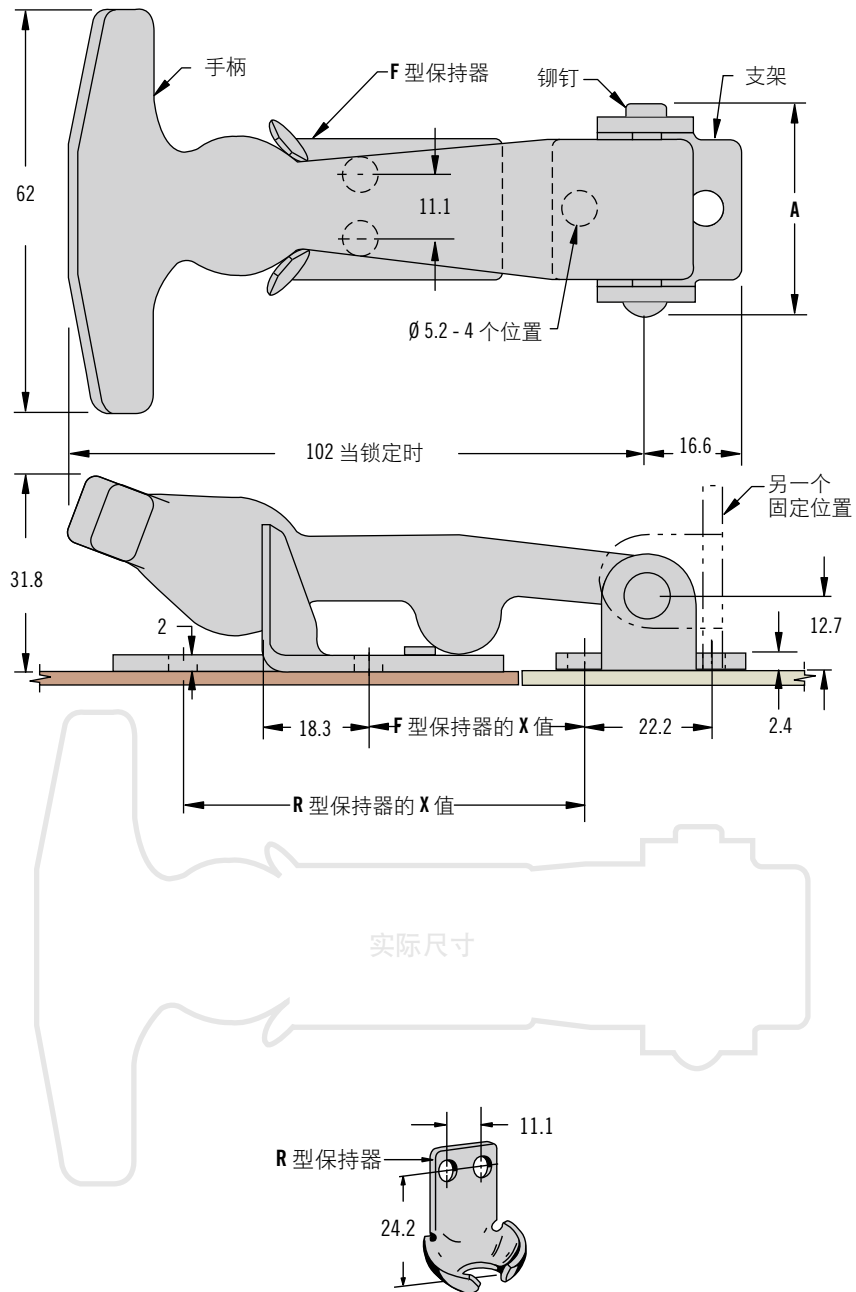 手柄
F 型保持器
铆钉
支架
62
11.1
A
Ø 5.2 - 4 个位置
102 当锁定时
16.6
另一个
固定位置
31.8
2
12.7
18.3
F 型保持器的 X 值
22.2
2.4
R 型保持器的 X 值
实际尺寸
11.1
R 型保持器
24.2